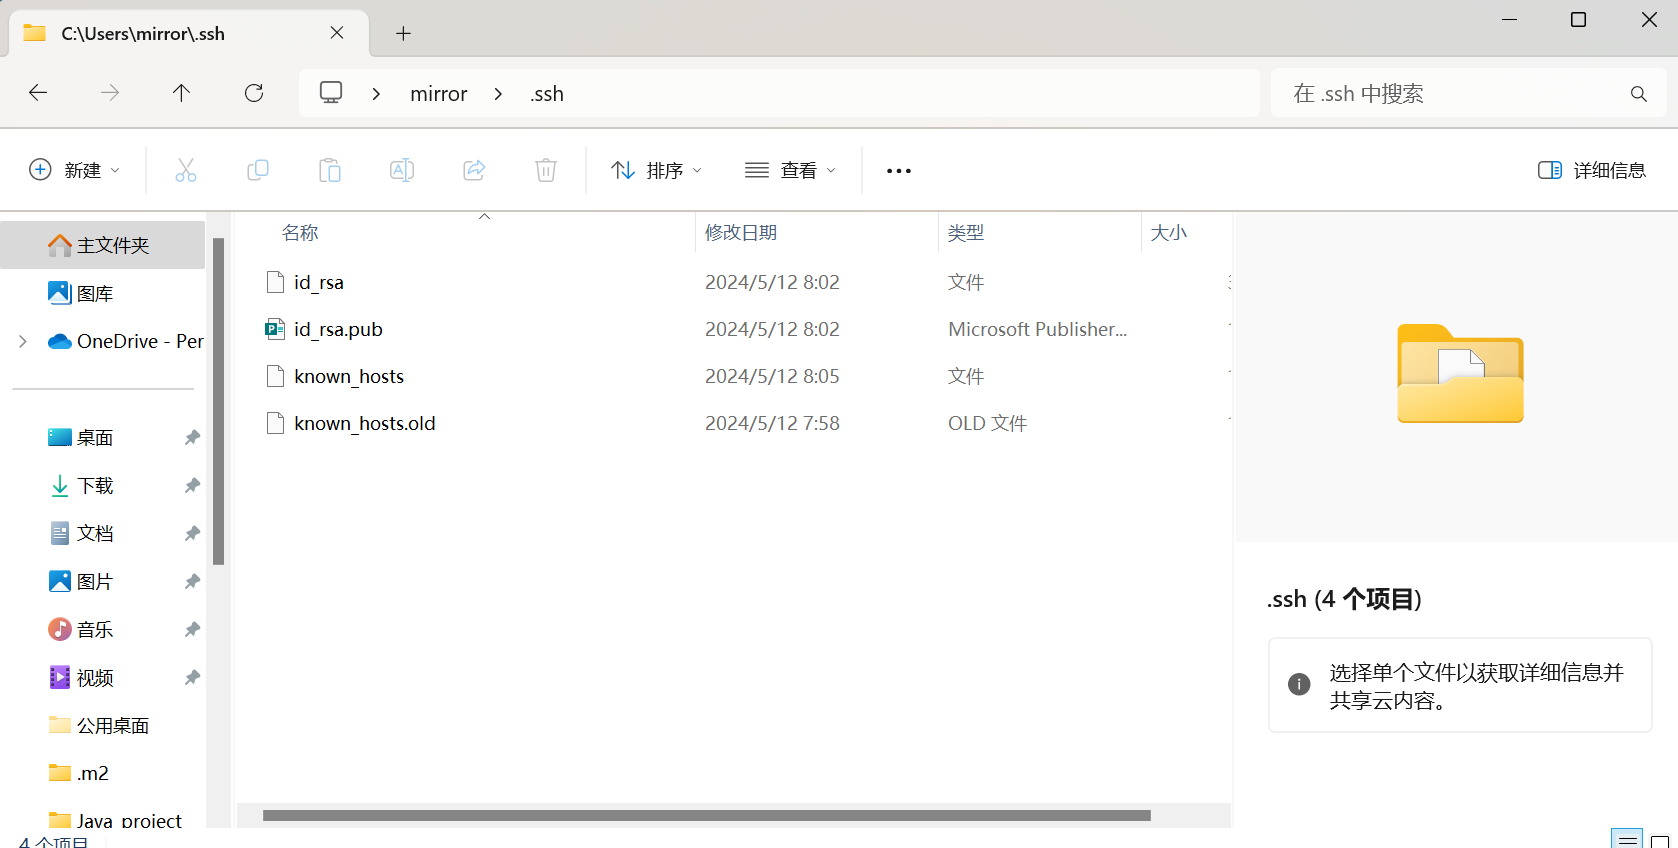 C:\Users\mirror\.ssh
mirror
.ssh
在 .ssh 中搜索
新建
排序
查看
详细信息
主文件夹
图库
OneDrive - Per
桌面
下载
文档
图片
音乐
视频
公用桌面
.m2
Java_project
名称 修改日期 类型 大小
id_rsa 2024/5/12 8:02 文件
id_rsa.pub 2024/5/12 8:02 Microsoft Publisher...
known_hosts 2024/5/12 8:05 文件
known_hosts.old 2024/5/12 7:58 OLD 文件
.ssh (4 个项目)
选择单个文件以获取详细信息并
共享云内容。
4 个项目